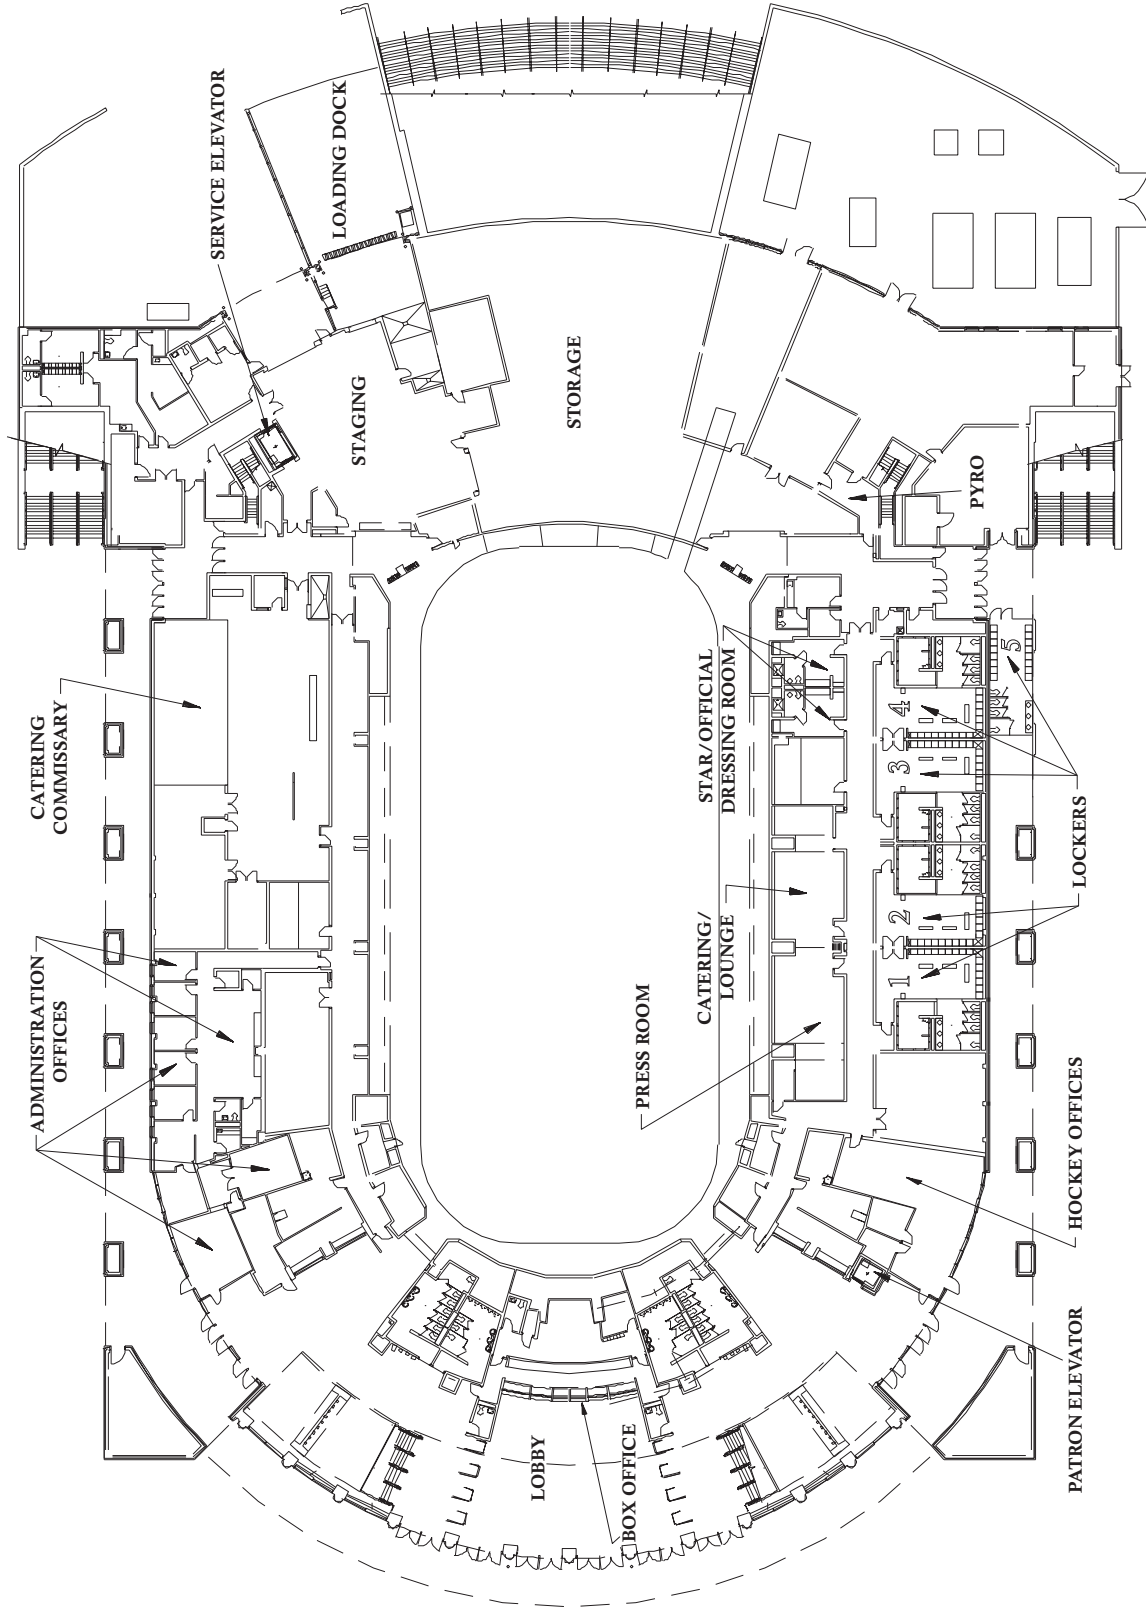 SERVICE ELEVATOR
LOADING DOCK
STAGING
STORAGE
PYRO
CATERING
COMMISSARY
STAR/OFFICIAL
DRESSING ROOM
ADMINISTRATION
OFFICES
CATERING/
LOUNGE
PRESS ROOM
1
2
3
4
5
LOCKERS
HOCKEY OFFICES
PATRON ELEVATOR
LOBBY
BOX OFFICE